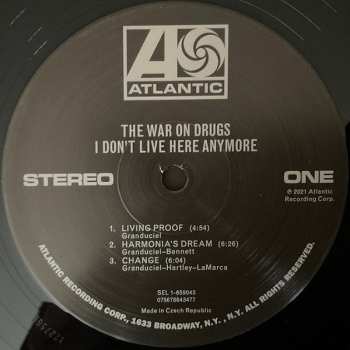 ATLANTIC
THE WAR ON DRUGS
I DON'T LIVE HERE ANYMORE
STEREO
ONE
℗ 2021 Atlantic
Recording Corp.
1. LIVING PROOF (4:54)
Granduciel
2. HARMONIA'S DREAM (6:26)
Granduciel–Bennett
3. CHANGE (6:04)
Granduciel–Hartley–LaMarca
SEL 1-659043
075678643477
Made in Czech Republic
ATLANTIC RECORDING CORP., 1633 BROADWAY, N.Y., N.Y. ALL RIGHTS RESERVED.